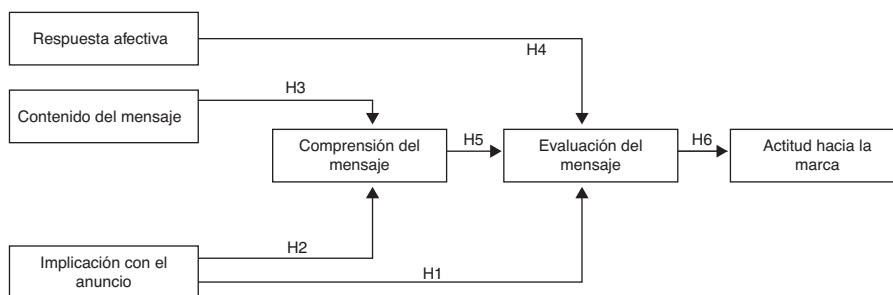 Respuesta afectiva
H4
H3
Contenido del mensaje
Comprensión del
mensaje
H5
Evaluación del
mensaje
H6
Actitud hacia la
marca
H2
Implicación con el
anuncio
H1